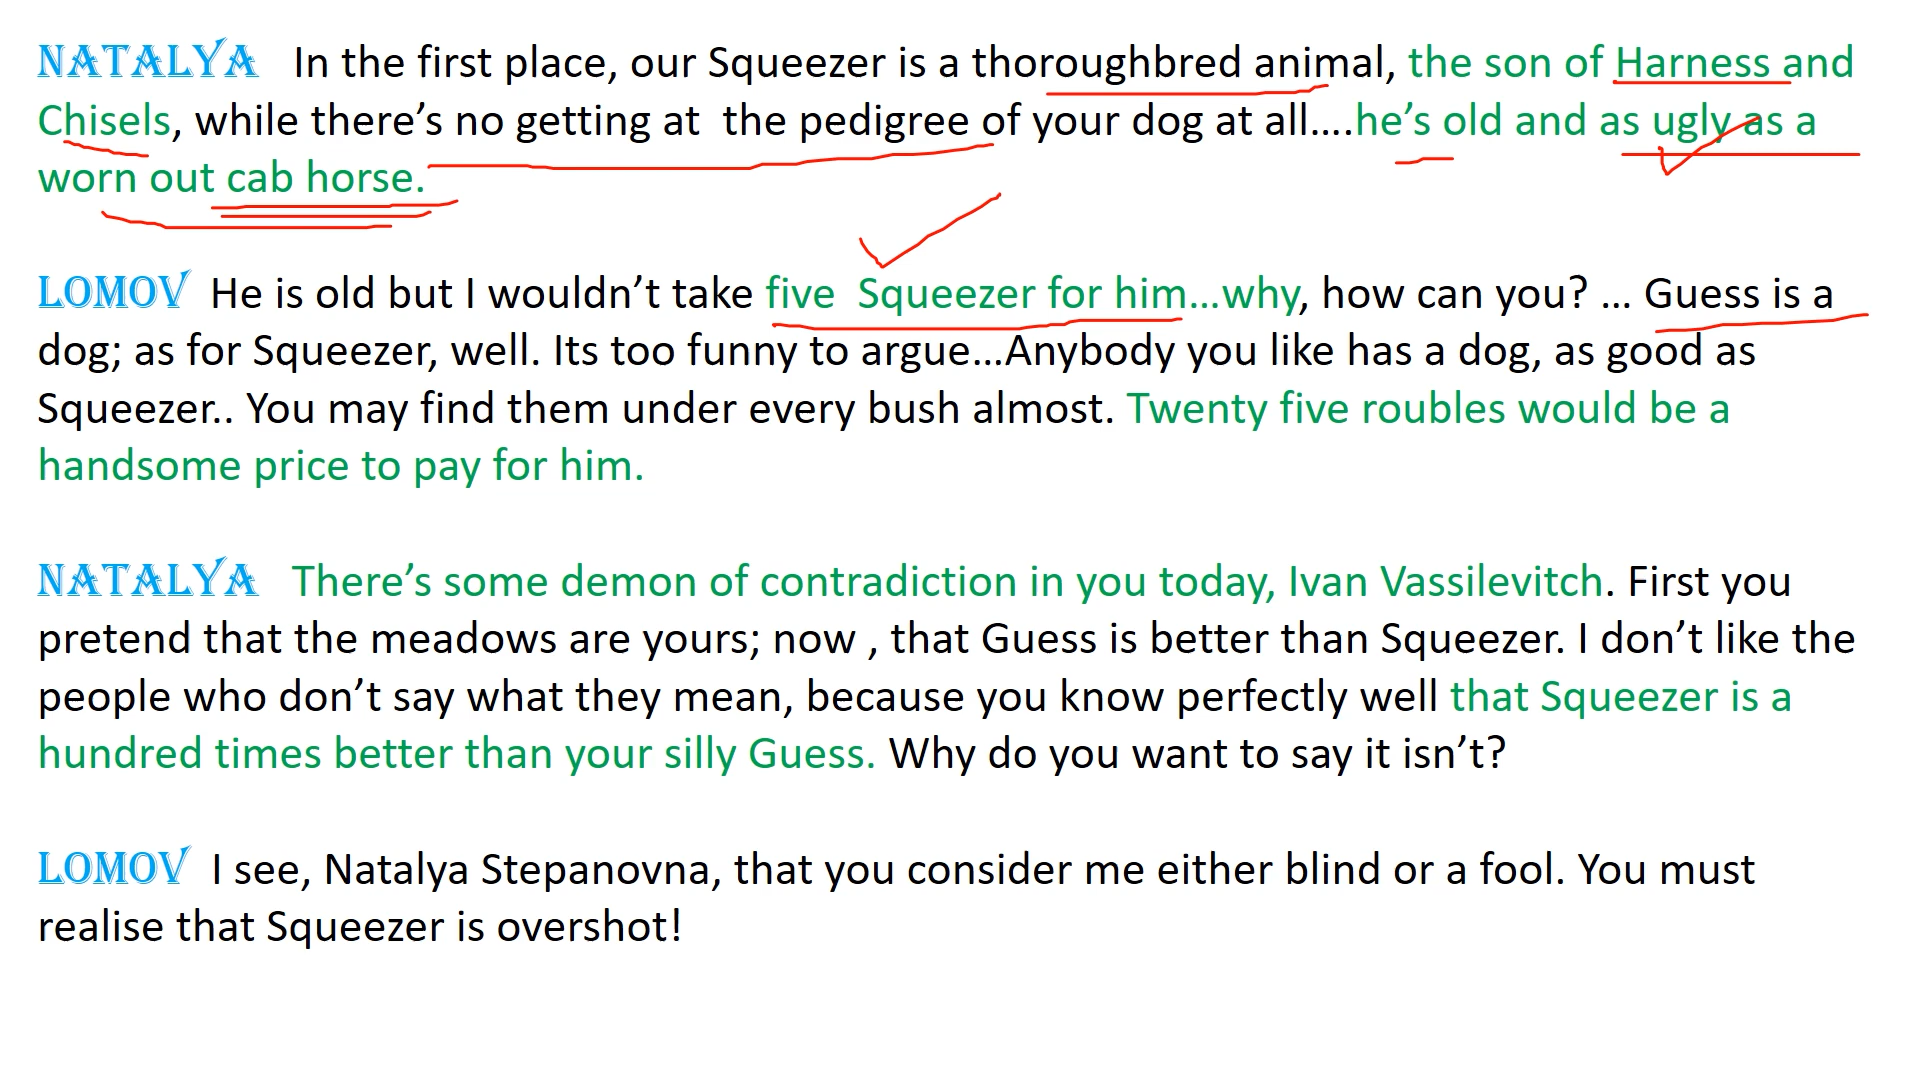 NATALYA In the first place, our Squeezer is a thoroughbred animal, the son of Harness and
Chisels, while there’s no getting at the pedigree of your dog at all....he’s old and as ugly as a
worn out cab horse.
LOMOV He is old but I wouldn’t take five Squeezer for him...why, how can you? ... Guess is a
dog; as for Squeezer, well. Its too funny to argue...Anybody you like has a dog, as good as
Squeezer.. You may find them under every bush almost. Twenty five roubles would be a
handsome price to pay for him.
NATALYA There’s some demon of contradiction in you today, Ivan Vassilevitch. First you
pretend that the meadows are yours; now , that Guess is better than Squeezer. I don’t like the
people who don’t say what they mean, because you know perfectly well that Squeezer is a
hundred times better than your silly Guess. Why do you want to say it isn’t?
LOMOV I see, Natalya Stepanovna, that you consider me either blind or a fool. You must
realise that Squeezer is overshot!